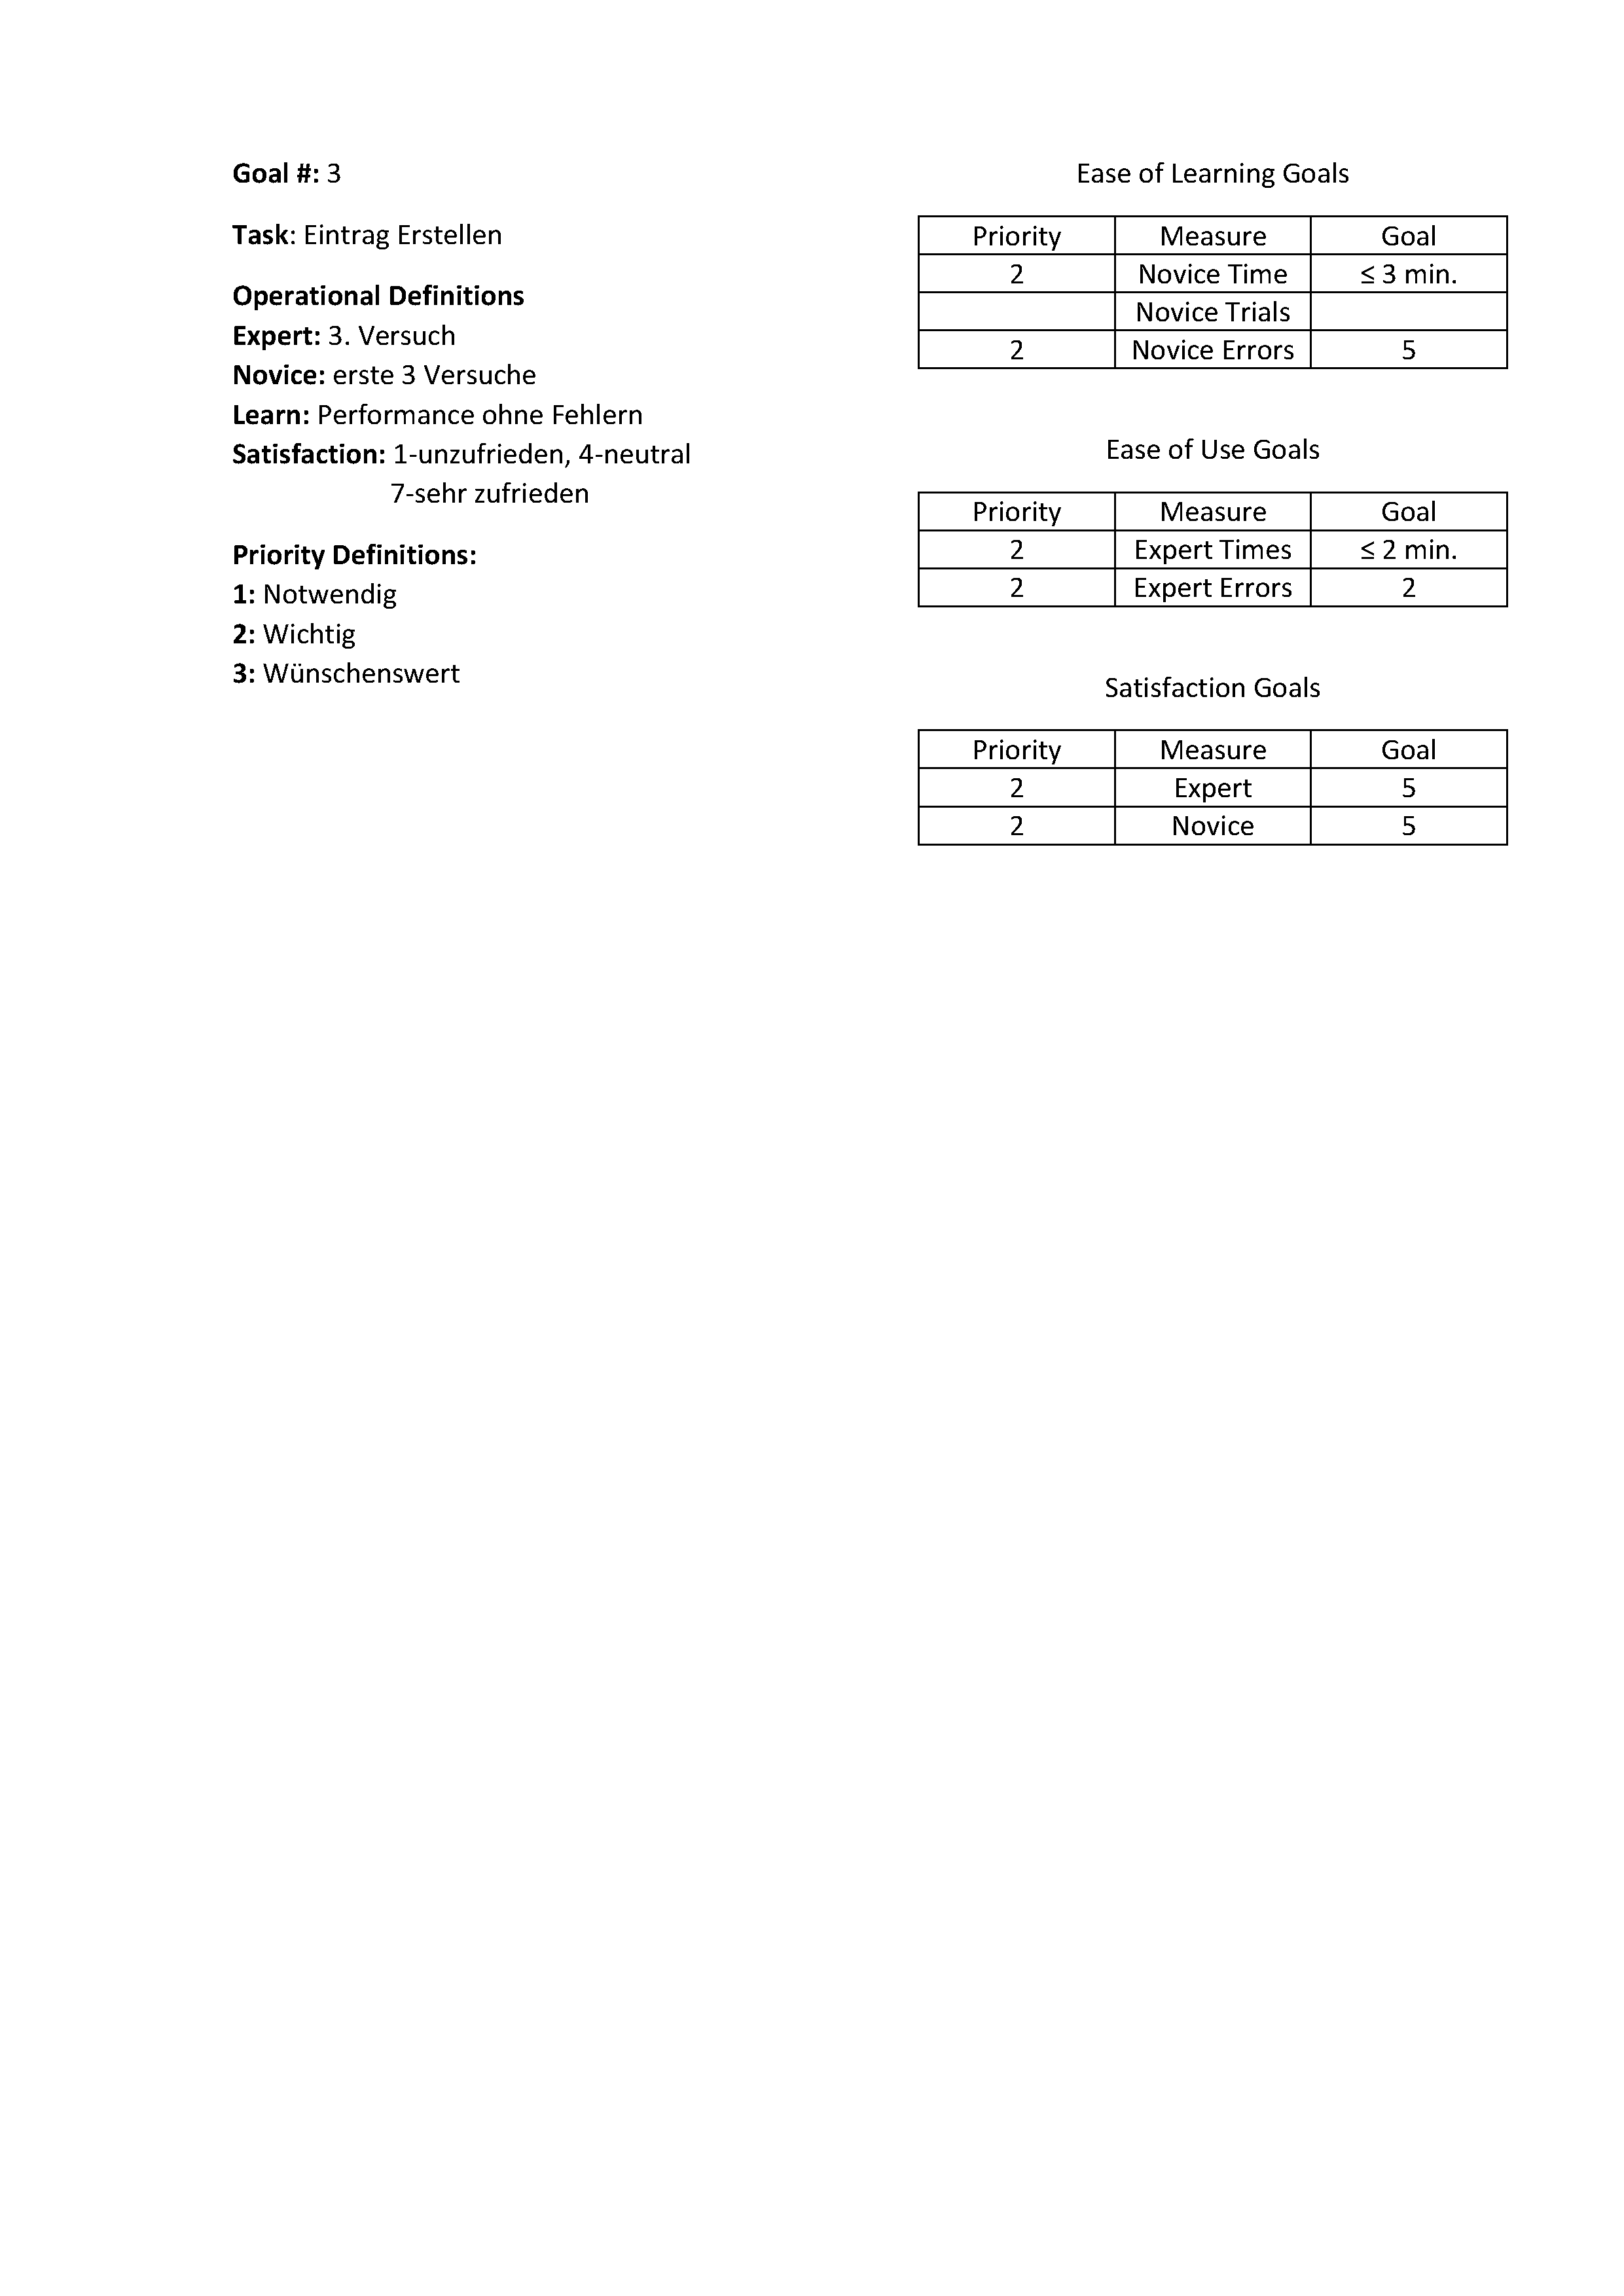 Goal #: 3
Task: Eintrag Erstellen
Operational Definitions
Expert: 3. Versuch
Novice: erste 3 Versuche
Learn: Performance ohne Fehlern
Satisfaction: 1-unzufrieden, 4-neutral
7-sehr zufrieden
Priority Definitions:
1: Notwendig
2: Wichtig
3: Wünschenswert
Ease of Learning Goals
Priority Measure Goal
2 Novice Time ≤ 3 min.
Novice Trials
2 Novice Errors 5
Ease of Use Goals
Priority Measure Goal
2 Expert Times ≤ 2 min.
2 Expert Errors 2
Satisfaction Goals
Priority Measure Goal
2 Expert 5
2 Novice 5